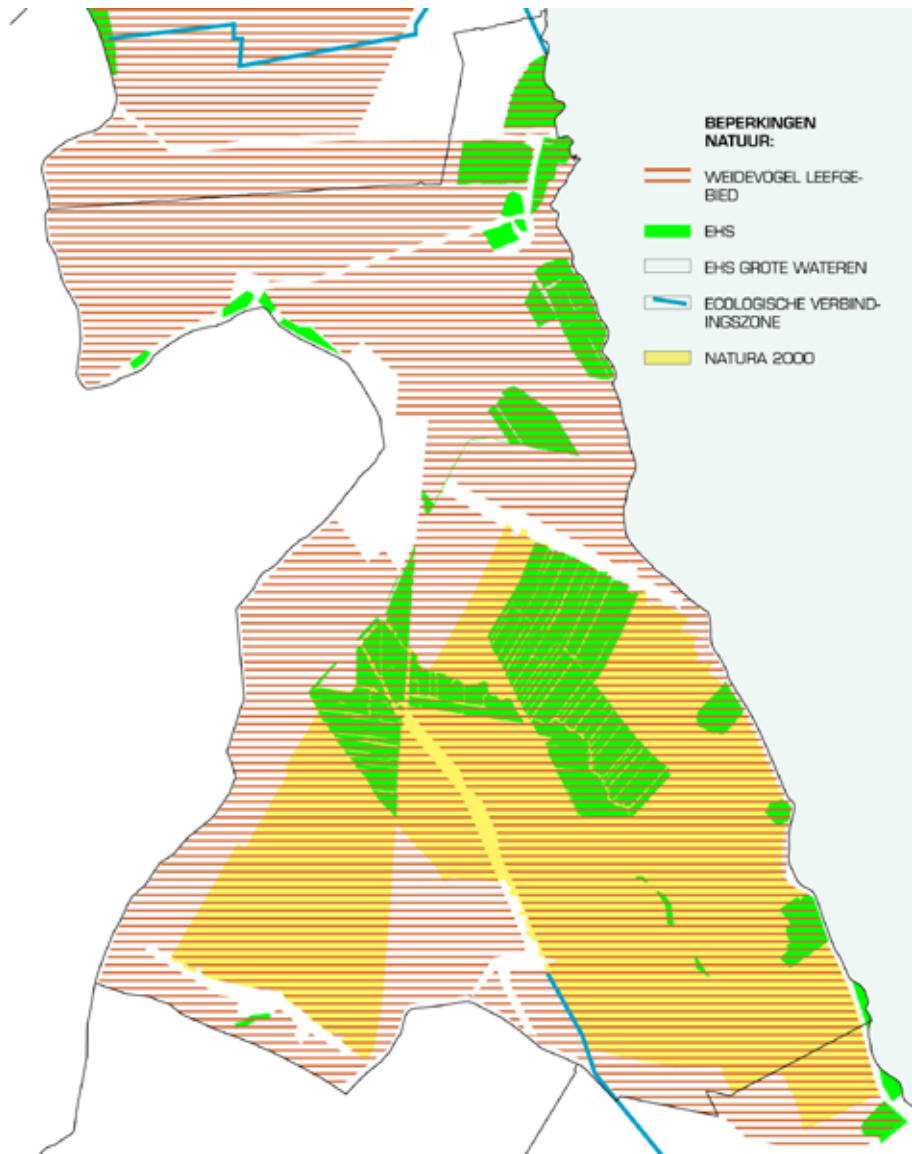 BEPERKINGEN
NATUUR:
WEIDEVOGEL LEEFGE-
BIED
EHS
EHS GROTE WATEREN
ECOLOGISCHE VERBIND-
INGSZONE
NATURA 2000